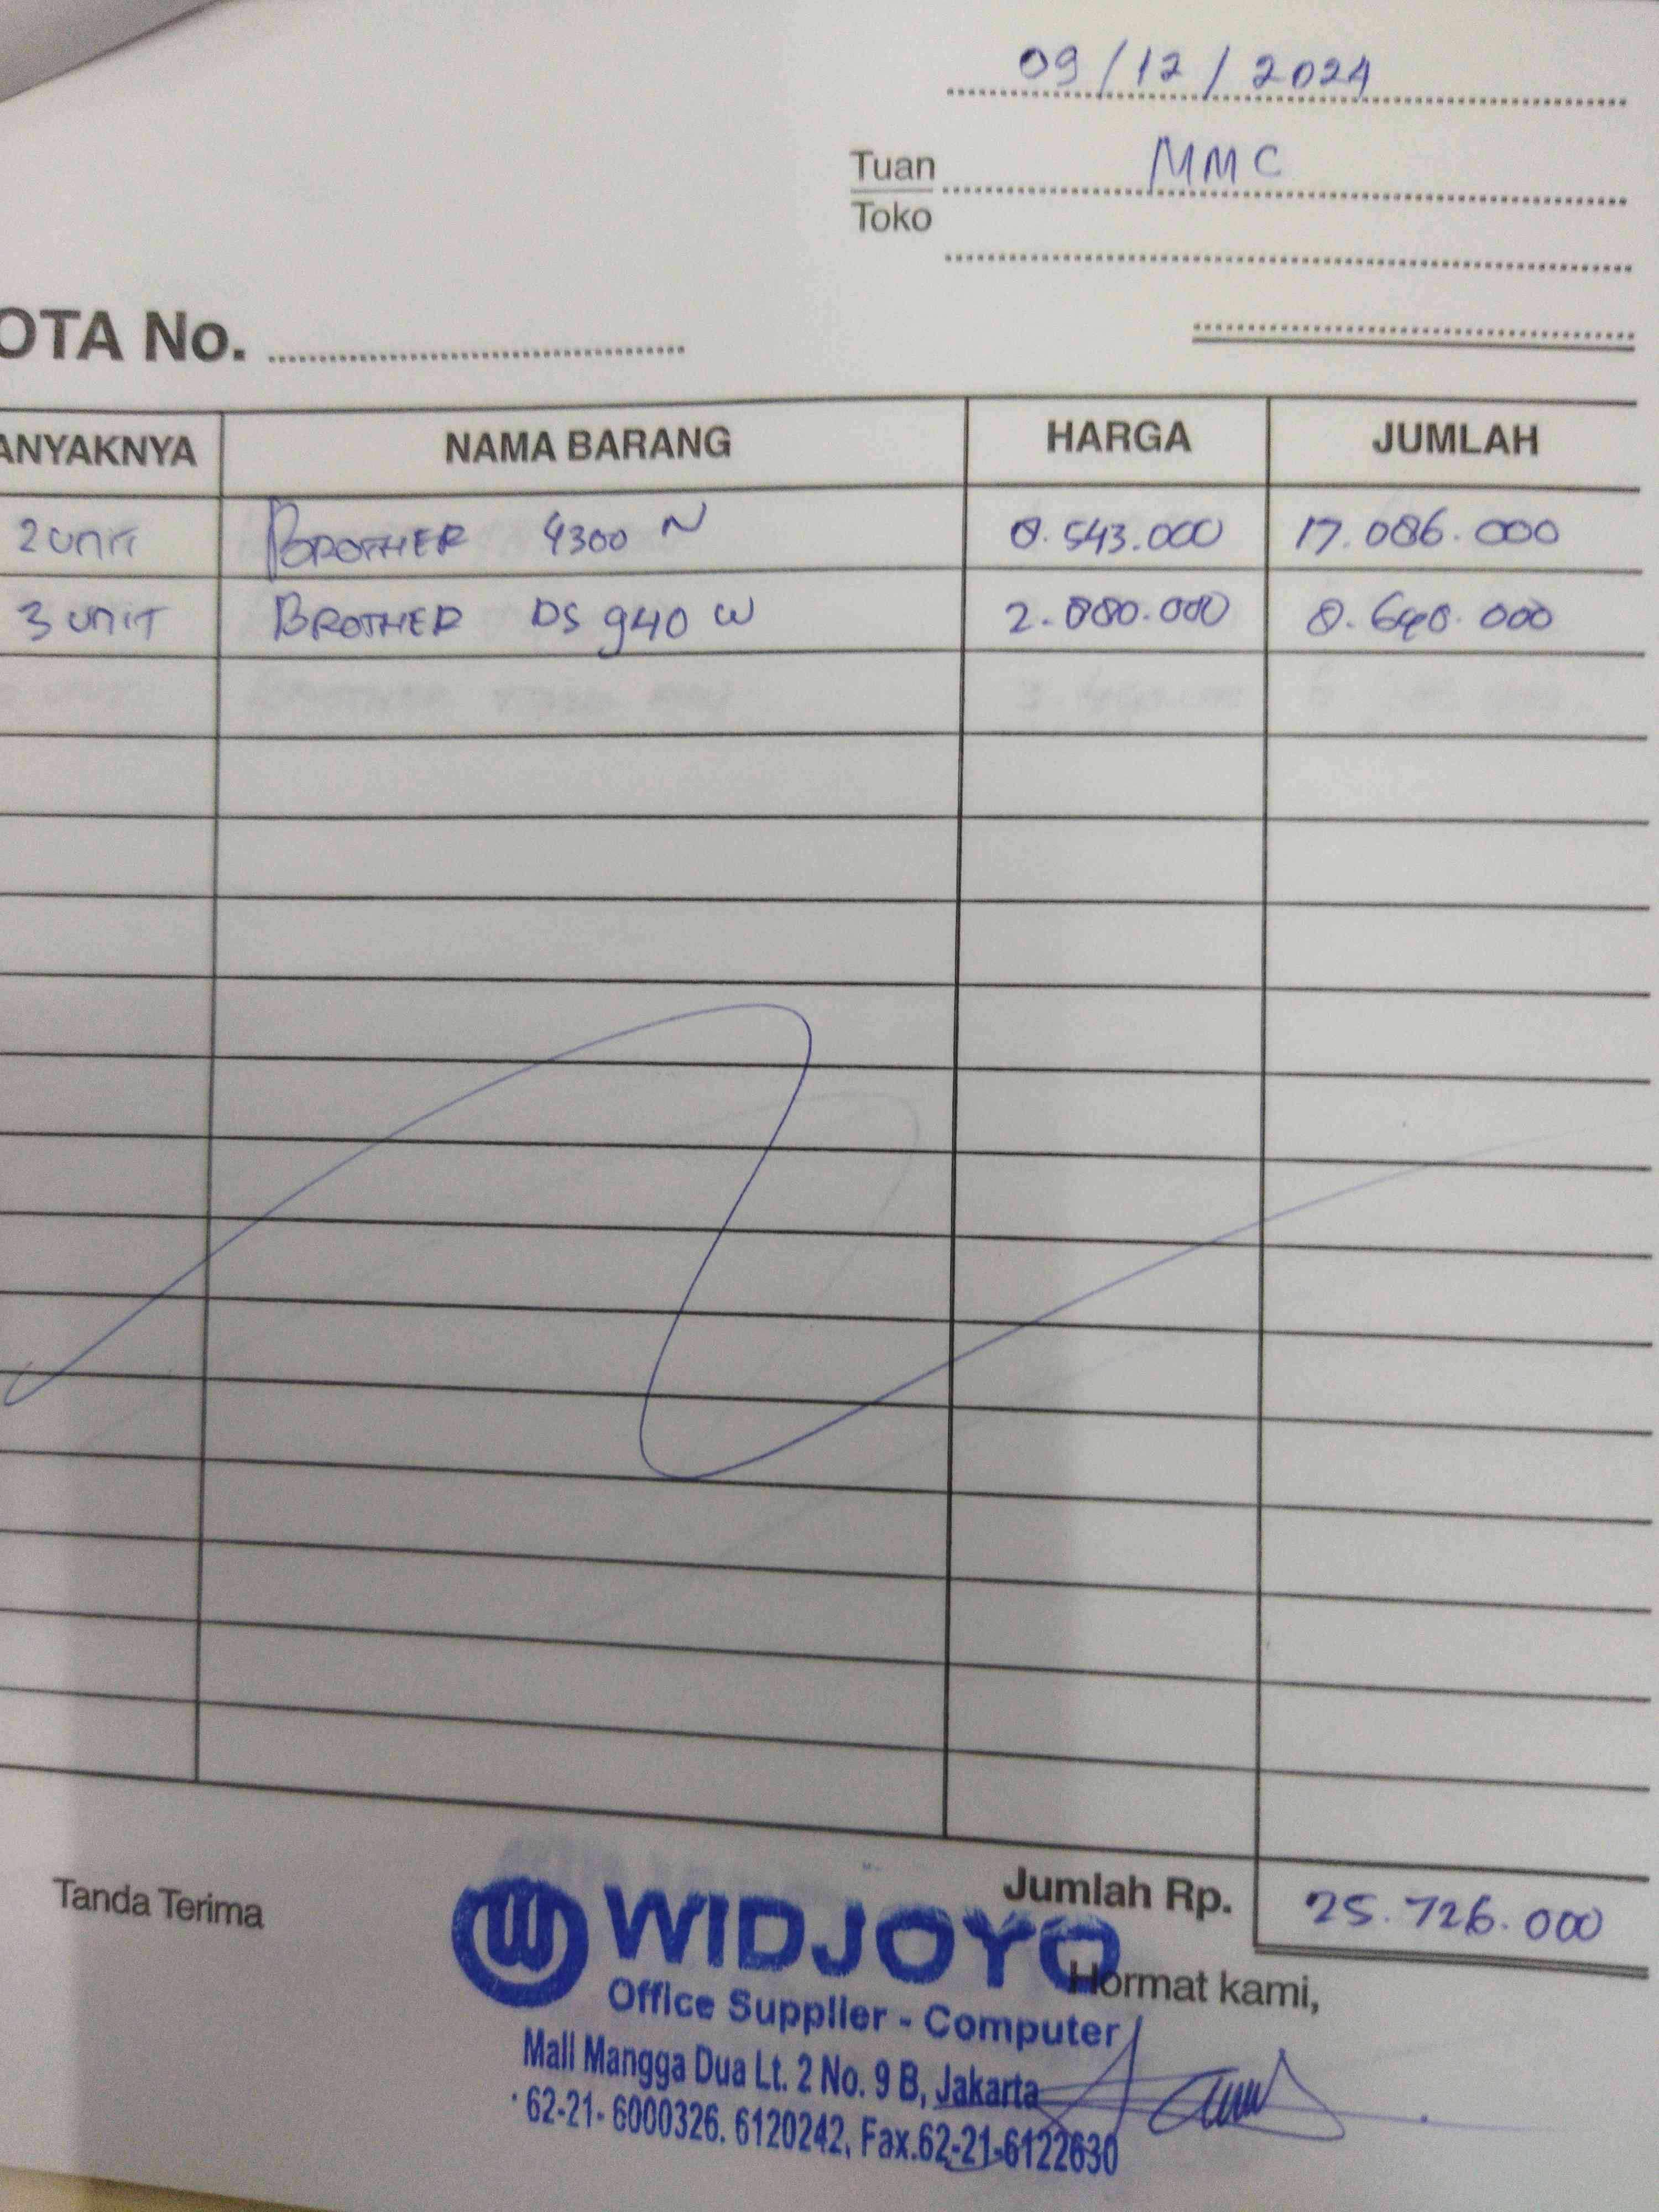 09/12/2024
Tuan MMC
Toko
OTA No.
ANYAKNYA NAMA BARANG HARGA JUMLAH
2 UNIT BROTHER 4300 N 8.543.000 17.086.000
3 UNIT BROTHER DS 940 W 2.880.000 8.640.000
Jumlah Rp. 25.726.000
Tanda Terima
Hormat kami,
WIDJOYO
Office Supplier - Computer
Mall Mangga Dua Lt. 2 No. 9 B, Jakarta
62-21- 6000326. 6120242, Fax.62-21-6122630